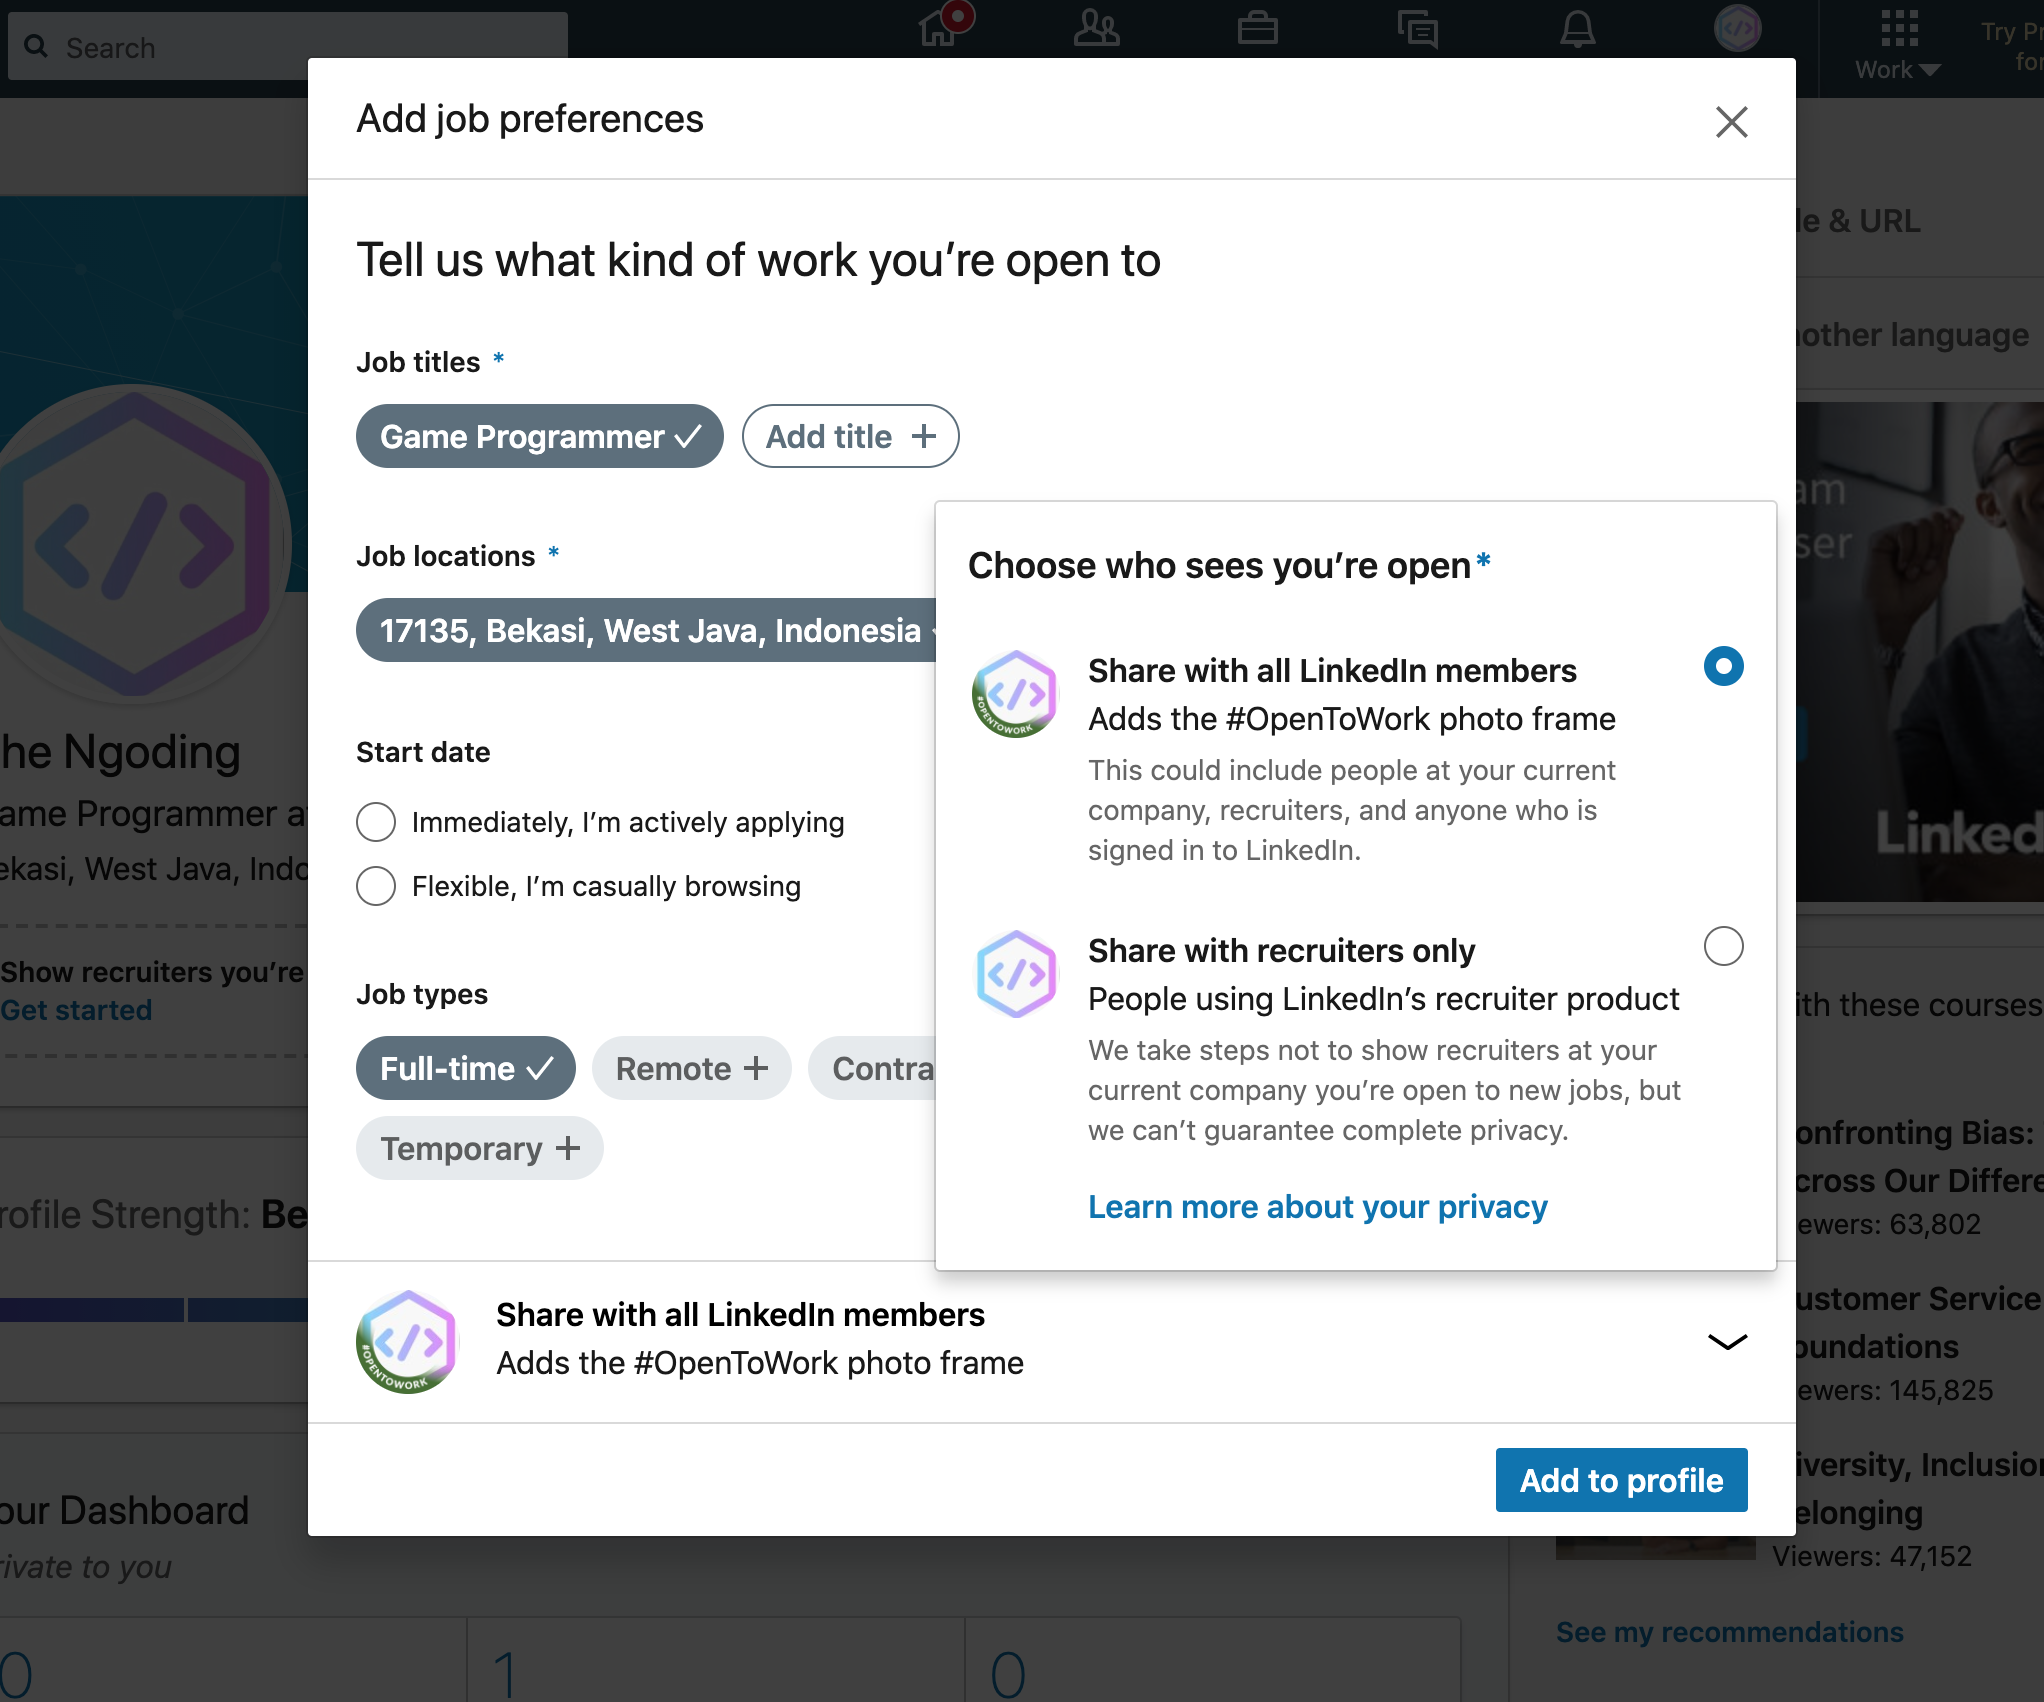 Search
Work
Try Pr
for
Add job preferences
Tell us what kind of work you’re open to
Job titles *
Game Programmer
Add title
Job locations *
17135, Bekasi, West Java, Indonesia
Start date
Immediately, I’m actively applying
Flexible, I’m casually browsing
Job types
Full-time
Remote
Contra
Temporary
Choose who sees you’re open*
#OPENTOWORK
Share with all LinkedIn members
Adds the #OpenToWork photo frame
This could include people at your current
company, recruiters, and anyone who is
signed in to LinkedIn.
Share with recruiters only
People using LinkedIn’s recruiter product
We take steps not to show recruiters at your
current company you’re open to new jobs, but
we can’t guarantee complete privacy.
Learn more about your privacy
#OPENTOWORK
Share with all LinkedIn members
Adds the #OpenToWork photo frame
Add to profile
he Ngoding
ame Programmer a
ekasi, West Java, Indo
Show recruiters you’re
Get started
rofile Strength: Be
our Dashboard
rivate to you
0
1
0
le & URL
nother language
am
ser
Linked
ith these courses
onfronting Bias:
cross Our Differe
ewers: 63,802
ustomer Service
oundations
ewers: 145,825
iversity, Inclusion
elonging
Viewers: 47,152
See my recommendations